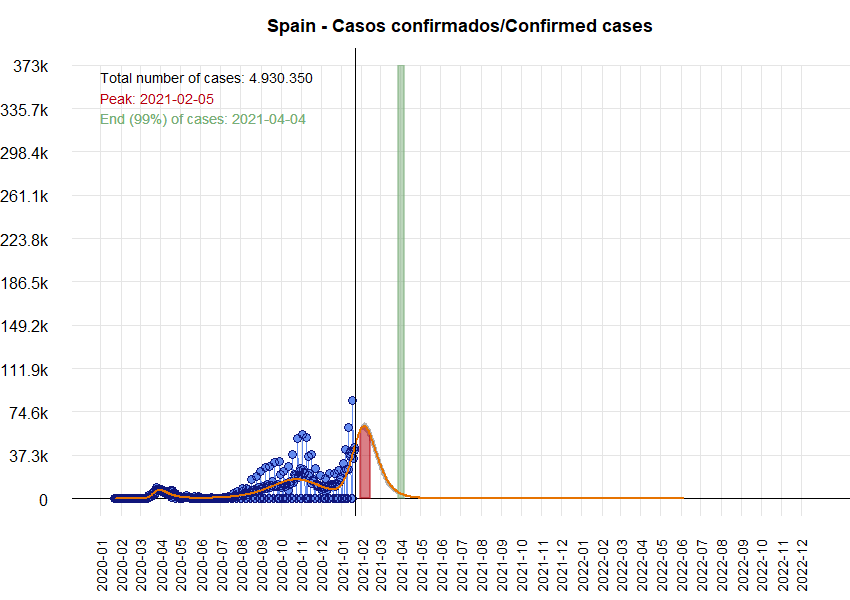 Spain - Casos confirmados/Confirmed cases
373k
335.7k
298.4k
261.1k
223.8k
186.5k
149.2k
111.9k
74.6k
37.3k
0
Total number of cases: 4.930.350
Peak: 2021-02-05
End (99%) of cases: 2021-04-04
2020-01
2020-02
2020-03
2020-04
2020-05
2020-06
2020-07
2020-08
2020-09
2020-10
2020-11
2020-12
2021-01
2021-02
2021-03
2021-04
2021-05
2021-06
2021-07
2021-08
2021-09
2021-10
2021-11
2021-12
2022-01
2022-02
2022-03
2022-04
2022-05
2022-06
2022-07
2022-08
2022-09
2022-10
2022-11
2022-12